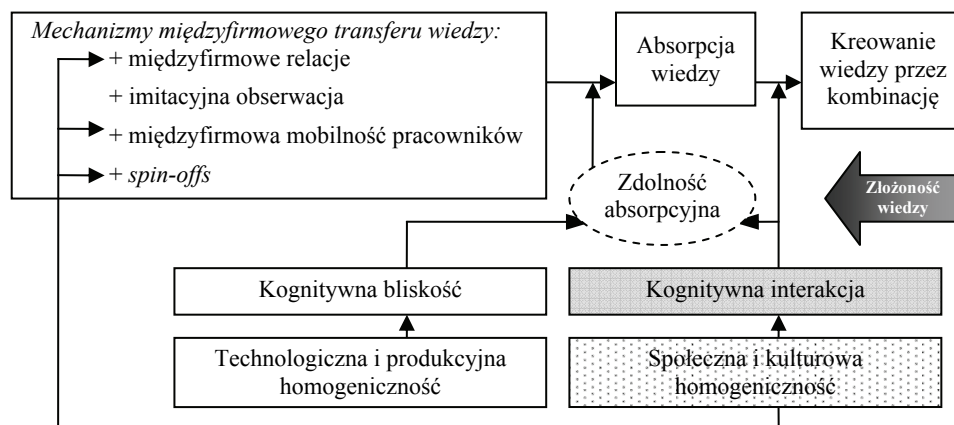 Mechanizmy międzyfirmowego transferu wiedzy:
+ międzyfirmowe relacje
+ imitacyjna obserwacja
+ międzyfirmowa mobilność pracowników
+ spin-offs
Absorpcja
wiedzy
Kreowanie
wiedzy przez
kombinację
Zdolność
absorpcyjna
Złożoność
wiedzy
Kognitywna bliskość
Kognitywna interakcja
Technologiczna i produkcyjna
homogeniczność
Społeczna i kulturowa
homogeniczność